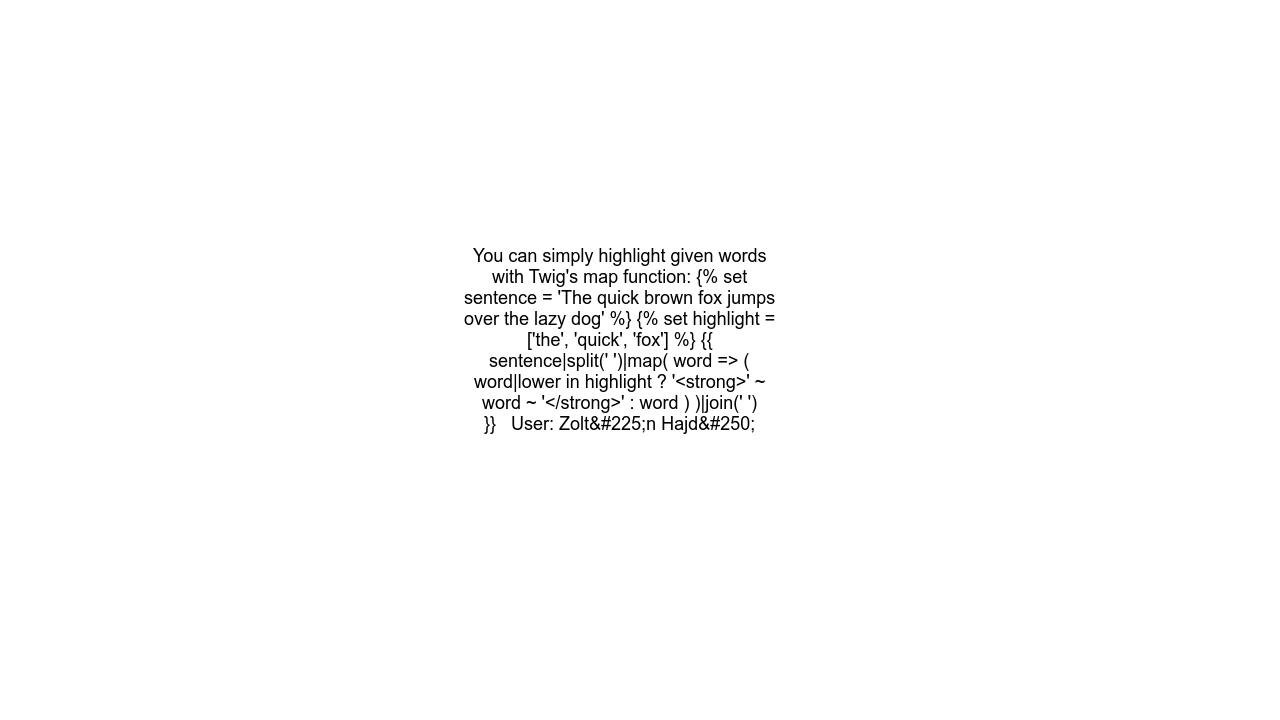 You can simply highlight given words
with Twig's map function: {% set
sentence = 'The quick brown fox jumps
over the lazy dog' %} {% set highlight =
['the', 'quick', 'fox'] %} {{
sentence|split(' ')|map( word => (
word|lower in highlight ? '<strong>' ~
word ~ '</strong>' : word ) )|join(' ')
}}   User: Zolt&#225;n Hajd&#250;